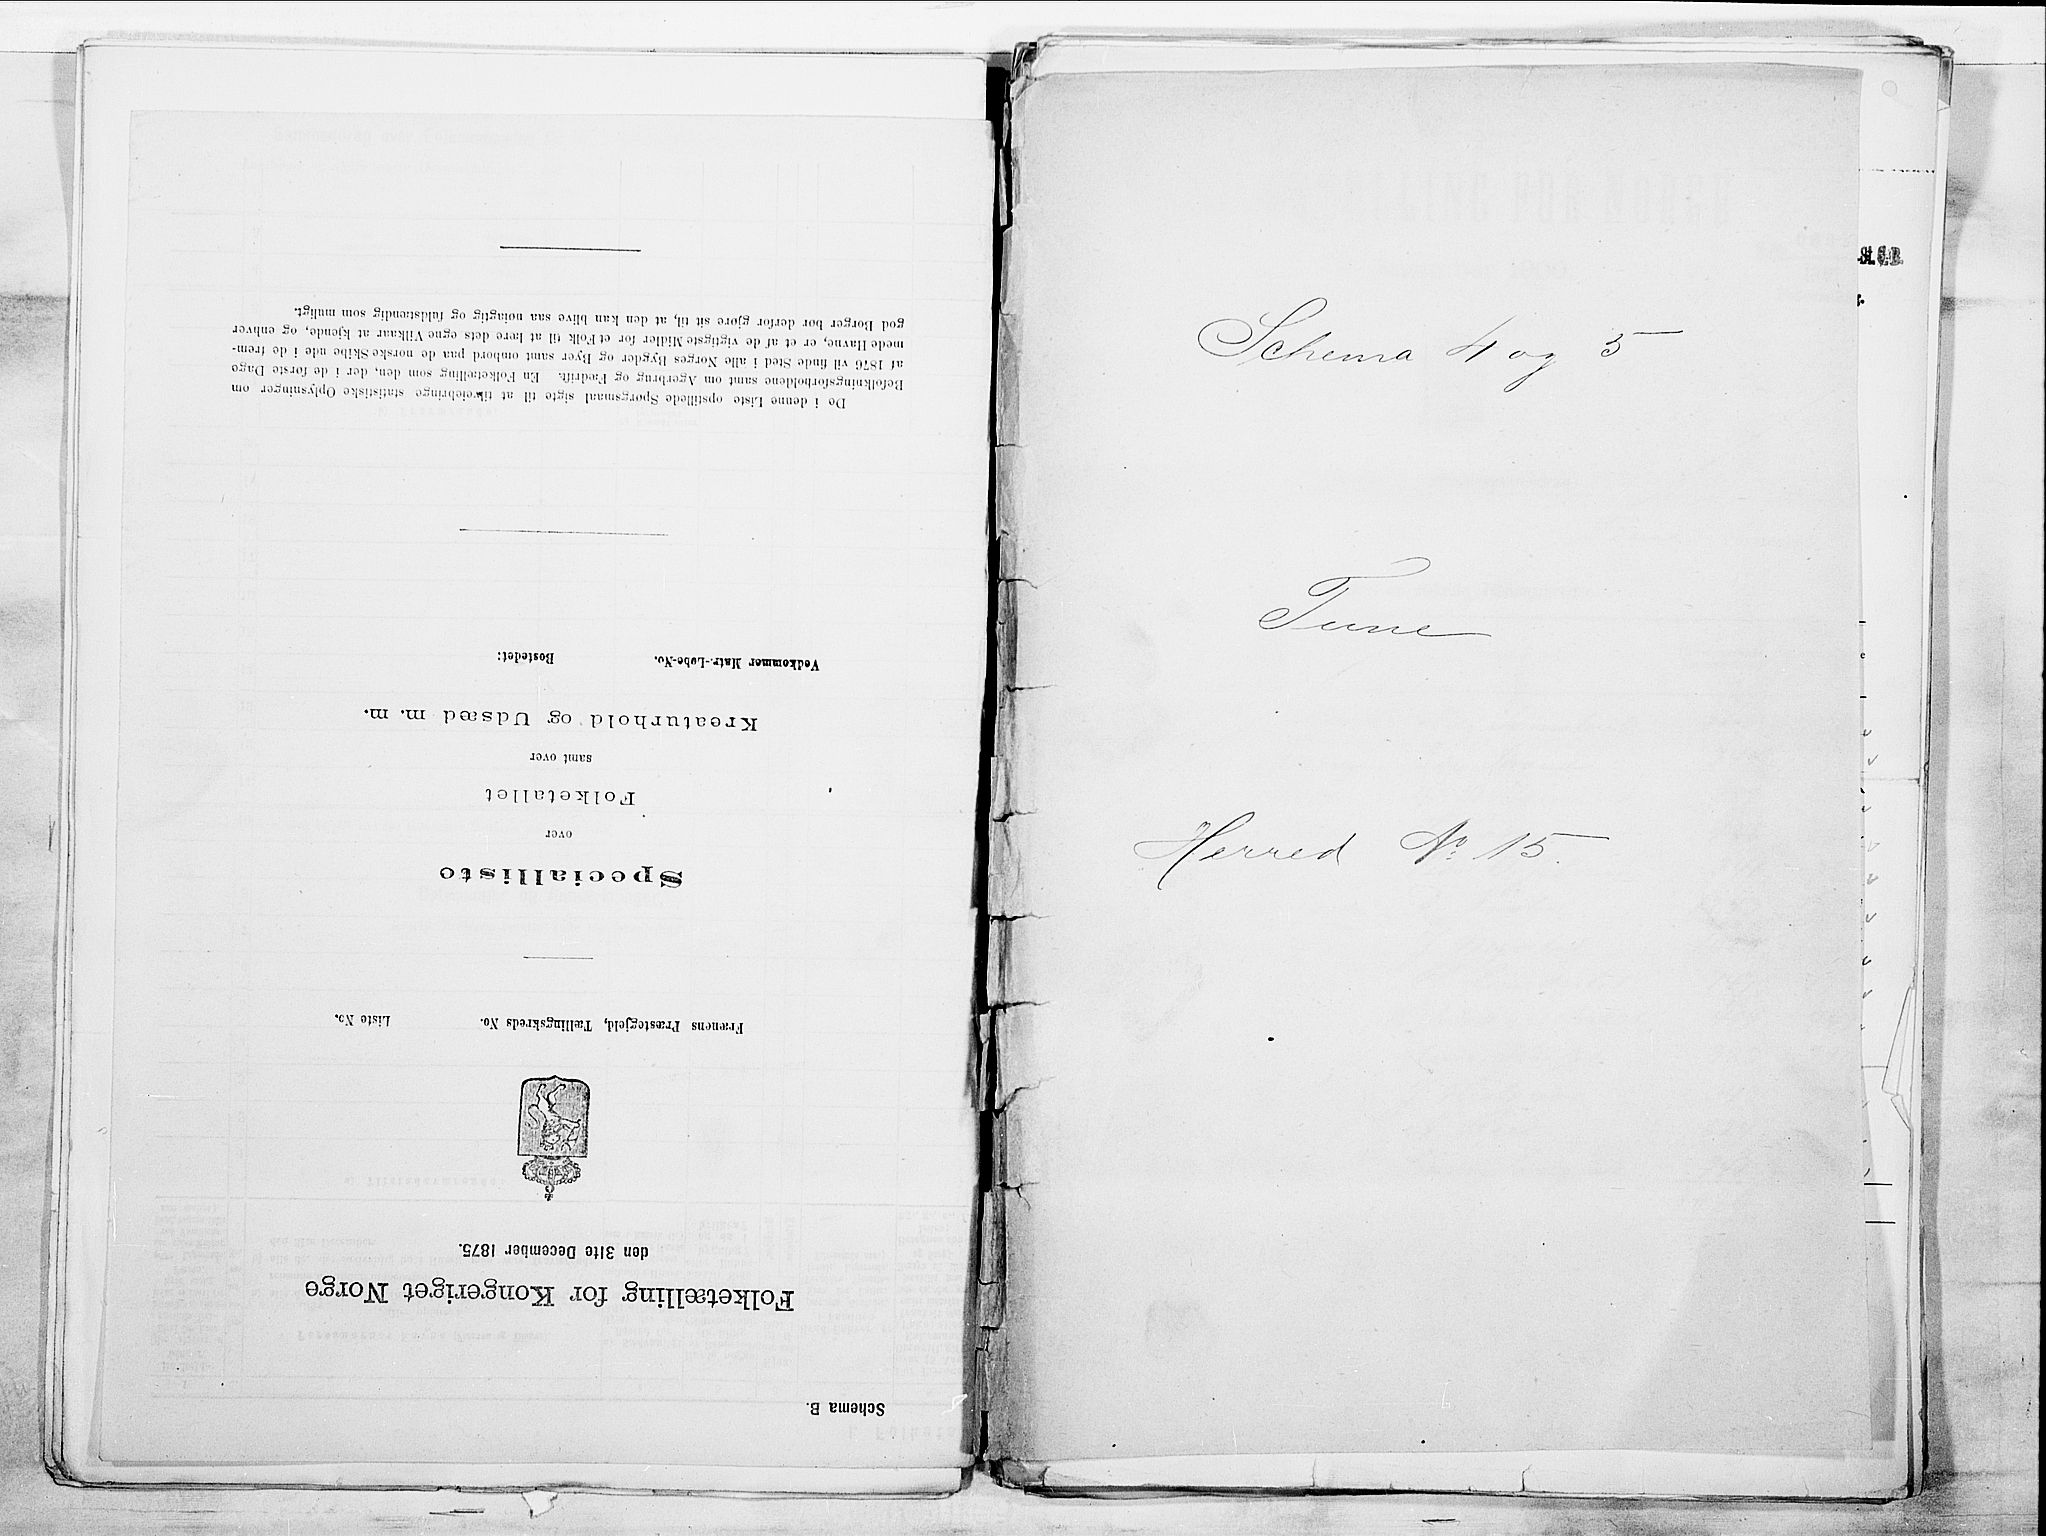 Schema B.
Folketælling for Kongeriget Norge
den 31te December 1875.
Frænens Præstegjeld, Tællingskreds No. Liste No.
Specialliste
over
Folketallet
samt over
Kreaturhold og Udsæd m. m.
Vedkommer Matr.-Løbe-No. Bostedet:
De i denne Liste opstillede Spørgsmaal sigte til at tilveiebringe statistiske Oplysninger om
Befolkningsforholdene samt om Agerbrug og Fædrift. En Folketælling som den, der i de første Dage
af 1876 vil finde Sted i alle Norges Bygder og Byer samt ombord paa de norske Skibe ude i de frem-
mede Havne, er et af de vigtigste Midler for et Folk til at lære dets egne Vilkaar at kjende, og enhver
god Borger bør derfor gjøre sit til, at den kan blive saa nøiagtig og fuldstændig som muligt.
Schema 4 og 5
Tune
Herred No. 15.